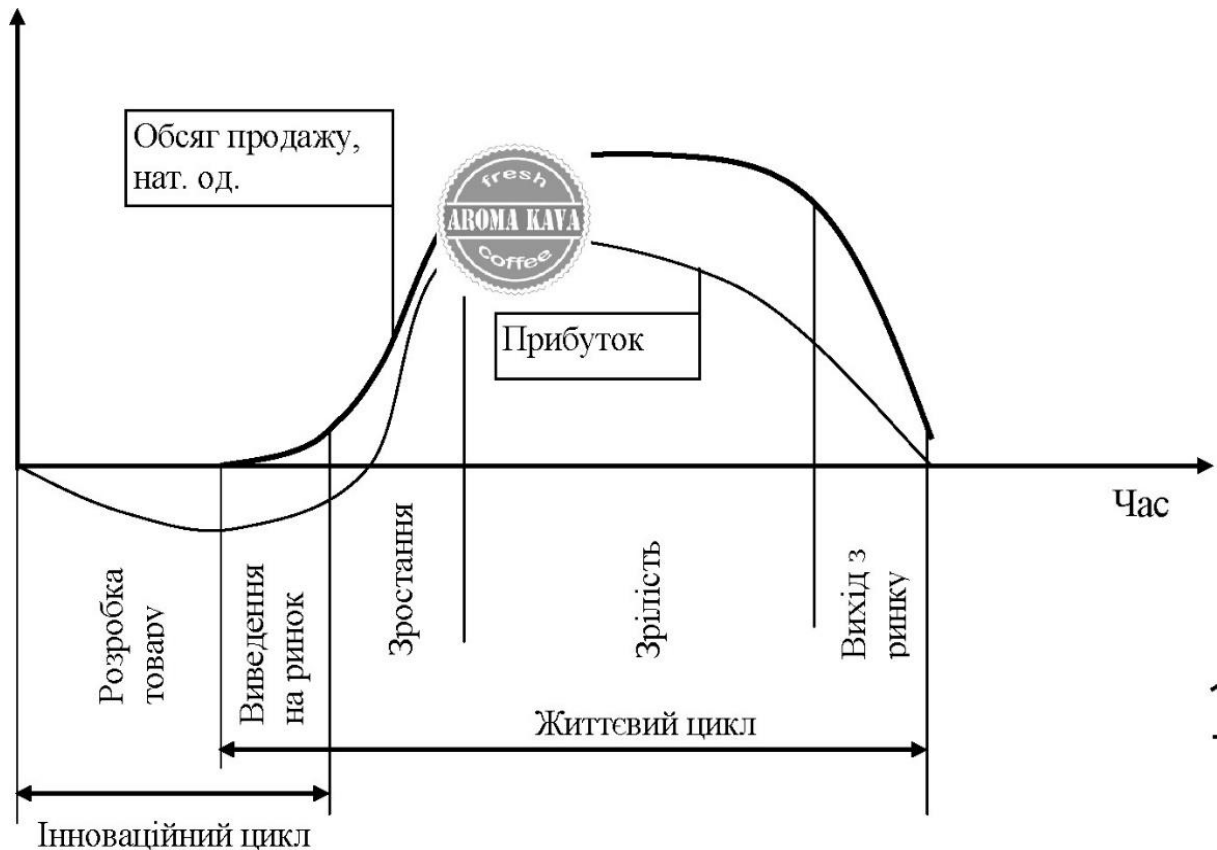 Обсяг продажу,
нат. од.
fresh
AROMA KAVA
coffee
Прибуток
Час
Розробка
товару
Виведення
на ринок
Зростання
Зрілість
Вихід з
ринку
Життєвий цикл
Інноваційний цикл